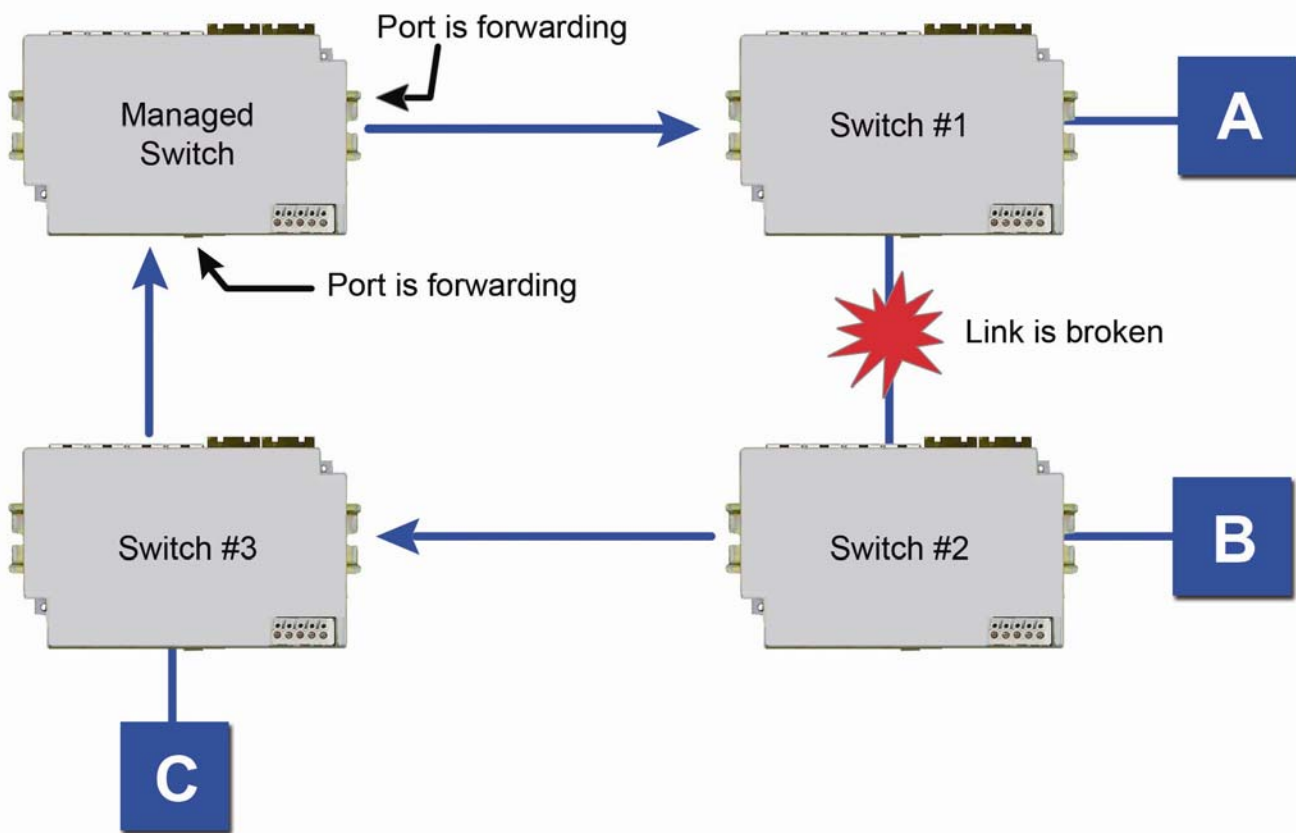 Port is forwarding
Managed
Switch
Switch #1
A
Port is forwarding
Link is broken
Switch #3
Switch #2
B
C